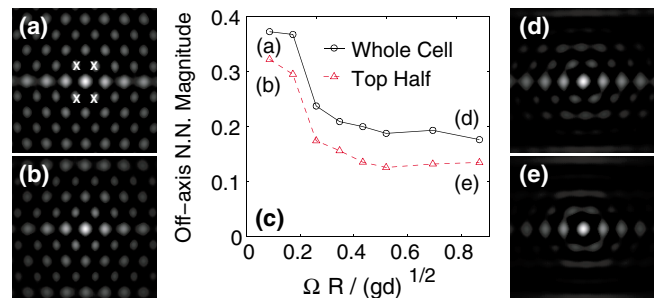 (a)
x x
x x
(b)
Off-axis N.N. Magnitude
0.4
0.3
0.2
0.1
0
(a)
(b)
Whole Cell
Top Half
(d)
(e)
(c)
0 0.2 0.4 0.6 0.8
Ω R / (gd) 1/2
(d)
(e)